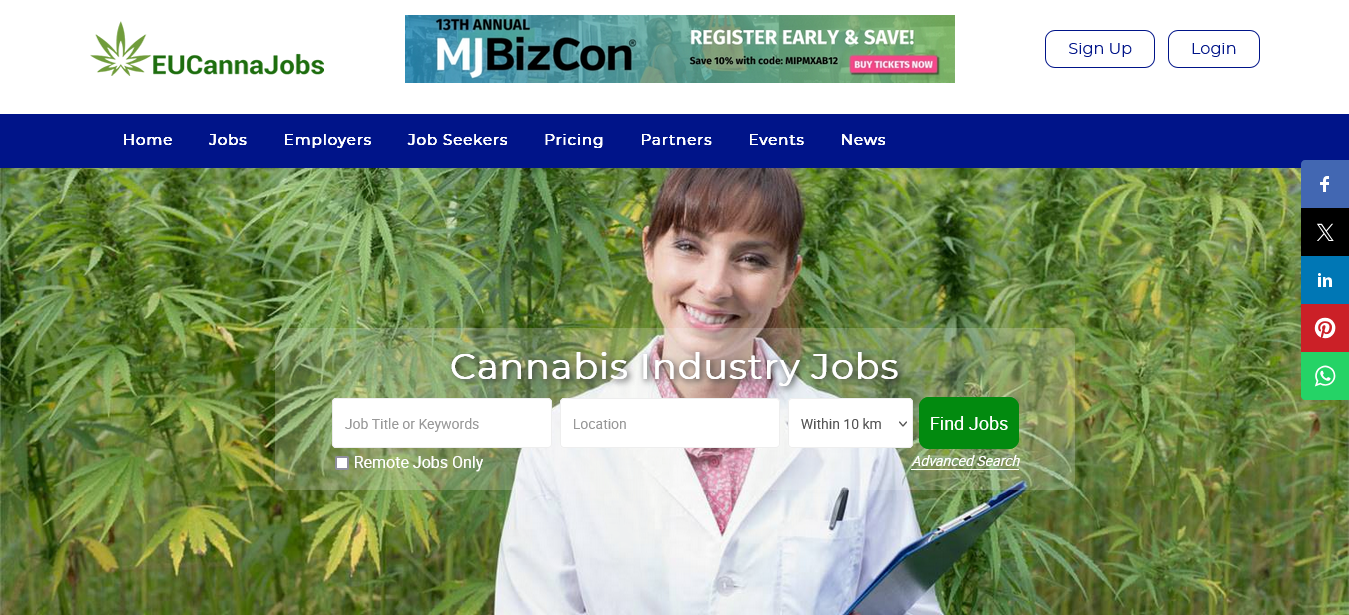 EUCannaJobs
13TH ANNUAL
MJBizCon®
REGISTER EARLY & SAVE!
Save 10% with code: MIPMXAB12
BUY TICKETS NOW
Sign Up
Login
Home
Jobs
Employers
Job Seekers
Pricing
Partners
Events
News
Cannabis Industry Jobs
Job Title or Keywords
Location
Within 10 km
Find Jobs
Remote Jobs Only
Advanced Search